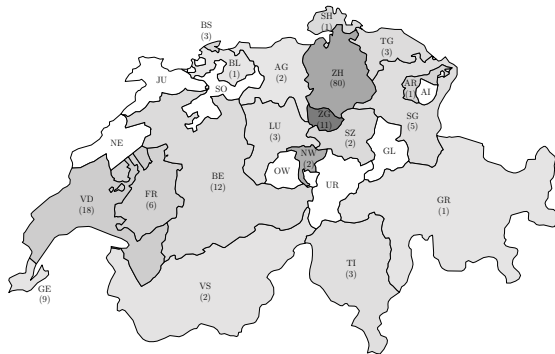 SH
(1)
BS
(3)
TG
(3)
BL
(1)
AG
(2)
ZH
(80)
JU
SO
AR
(1)
AI
ZG
(11)
SG
(5)
LU
(3)
SZ
(2)
NE
NW
(2)
GL
OW
BE
(12)
UR
VD
(18)
FR
(6)
GR
(1)
TI
(3)
GE
(9)
VS
(2)